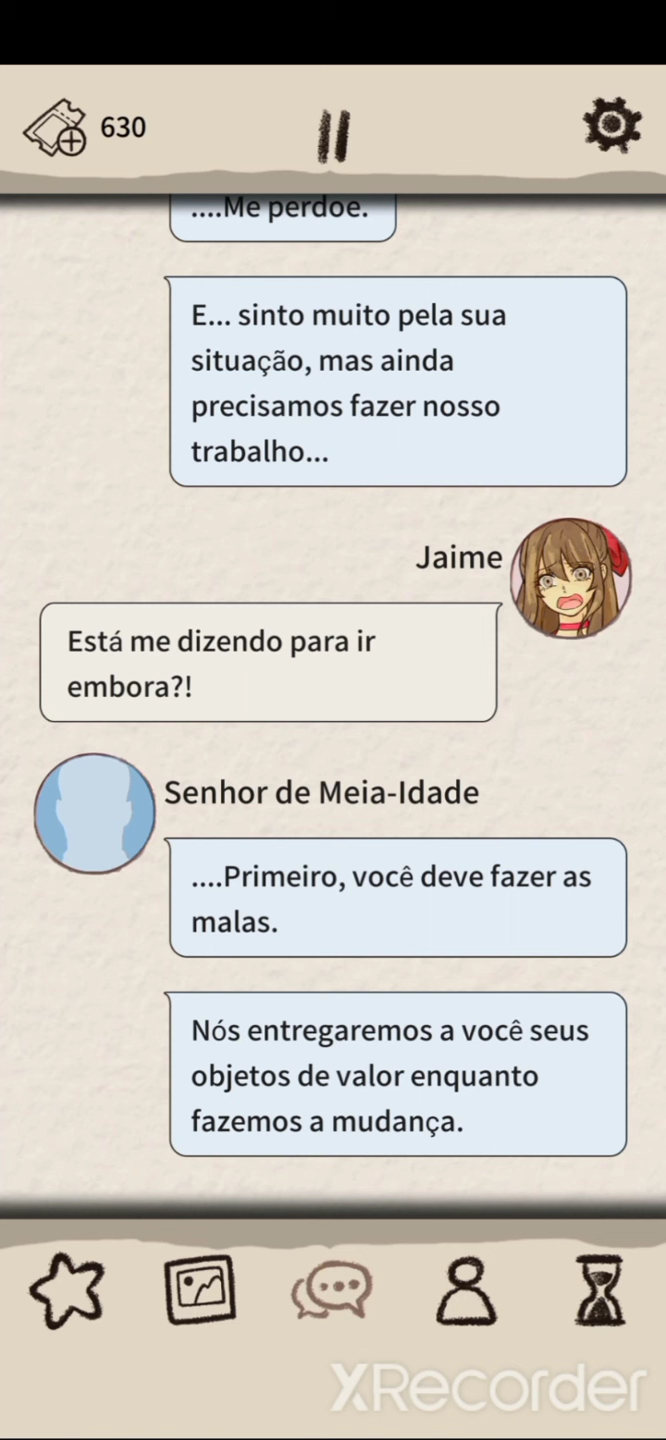 630
....Me perdoe.
E... sinto muito pela sua
situação, mas ainda
precisamos fazer nosso
trabalho...
Jaime
Está me dizendo para ir
embora?!
Senhor de Meia-Idade
....Primeiro, você deve fazer as
malas.
Nós entregaremos a você seus
objetos de valor enquanto
fazemos a mudança.
XRecorder